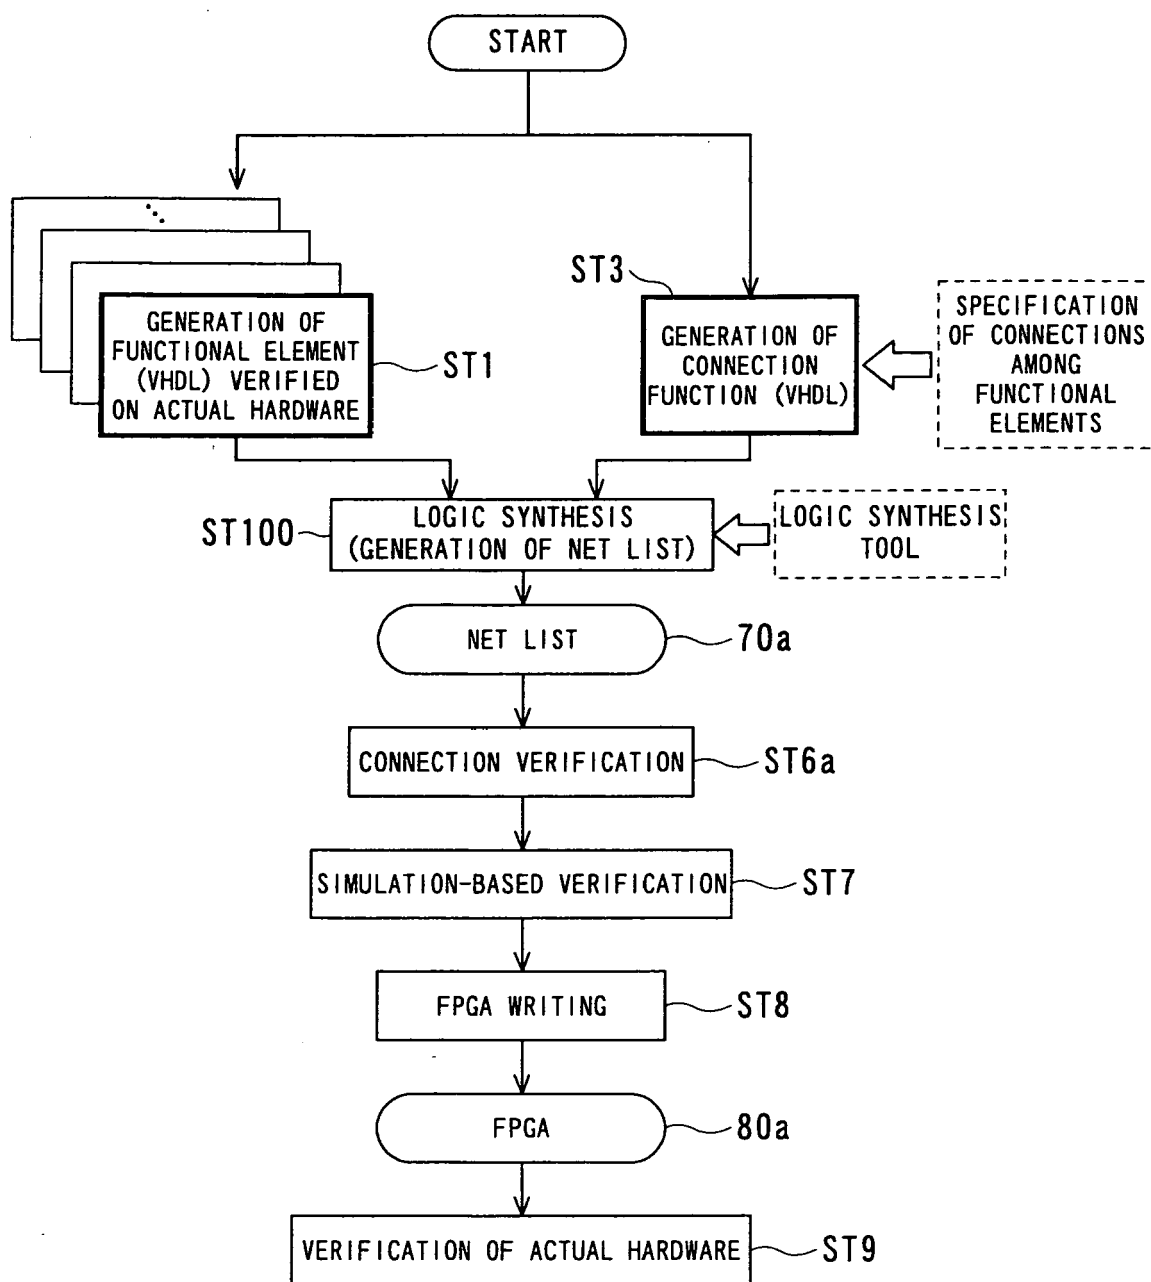 START
GENERATION OF
FUNCTIONAL ELEMENT
(VHDL) VERIFIED
ON ACTUAL HARDWARE
ST1
ST3
GENERATION OF
CONNECTION
FUNCTION (VHDL)
SPECIFICATION
OF CONNECTIONS
AMONG
FUNCTIONAL
ELEMENTS
ST100
LOGIC SYNTHESIS
(GENERATION OF NET LIST)
LOGIC SYNTHESIS
TOOL
NET LIST
70a
CONNECTION VERIFICATION
ST6a
SIMULATION-BASED VERIFICATION
ST7
FPGA WRITING
ST8
FPGA
80a
VERIFICATION OF ACTUAL HARDWARE
ST9